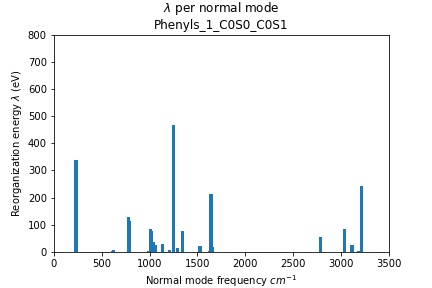 λ per normal mode
Phenyls_1_C0S0_C0S1
800
700
600
500
400
300
200
100
0
Reorganization energy λ (eV)
0 500 1000 1500 2000 2500 3000 3500
Normal mode frequency cm⁻¹